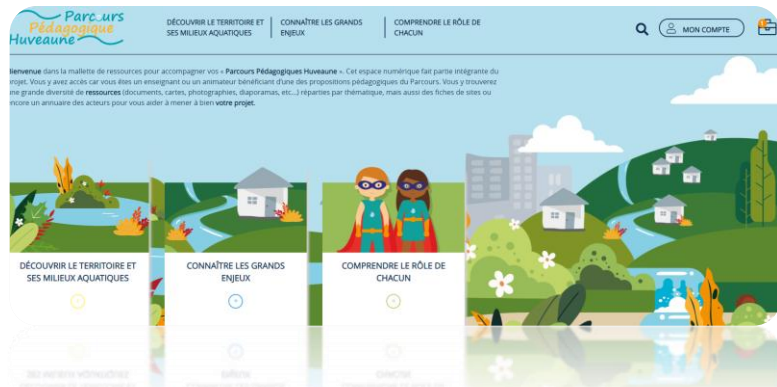 Parcours
Pédagogique
Huveaune
DÉCOUVRIR LE TERRITOIRE ET
SES MILIEUX AQUATIQUES
CONNAÎTRE LES GRANDS
ENJEUX
COMPRENDRE LE RÔLE DE
CHACUN
MON COMPTE
Bienvenue dans la mallette de ressources pour accompagner vos « Parcours Pédagogiques Huveaune ». Cet espace numérique fait partie intégrante du
projet. Vous y avez accès car vous êtes un enseignant ou un animateur bénéficiant d'une des propositions pédagogiques du Parcours. Vous y trouverez
une grande diversité de ressources (documents, cartes, photographies, diaporamas, etc...) réparties par thématique, mais aussi des fiches de sites ou
encore un annuaire des acteurs pour vous aider à mener à bien votre projet.
DÉCOUVRIR LE TERRITOIRE ET
SES MILIEUX AQUATIQUES
CONNAÎTRE LES GRANDS
ENJEUX
COMPRENDRE LE RÔLE DE
CHACUN